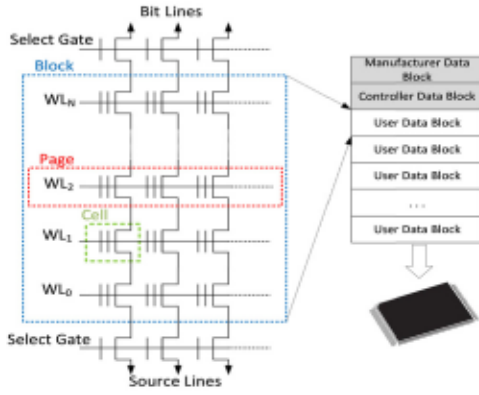 Bit Lines
Select Gate
Block
WLN
Page
WL2
Cell
WL1
WL0
Select Gate
Source Lines
Manufacturer Data
Block
Controller Data Block
User Data Block
User Data Block
User Data Block
...
User Data Block